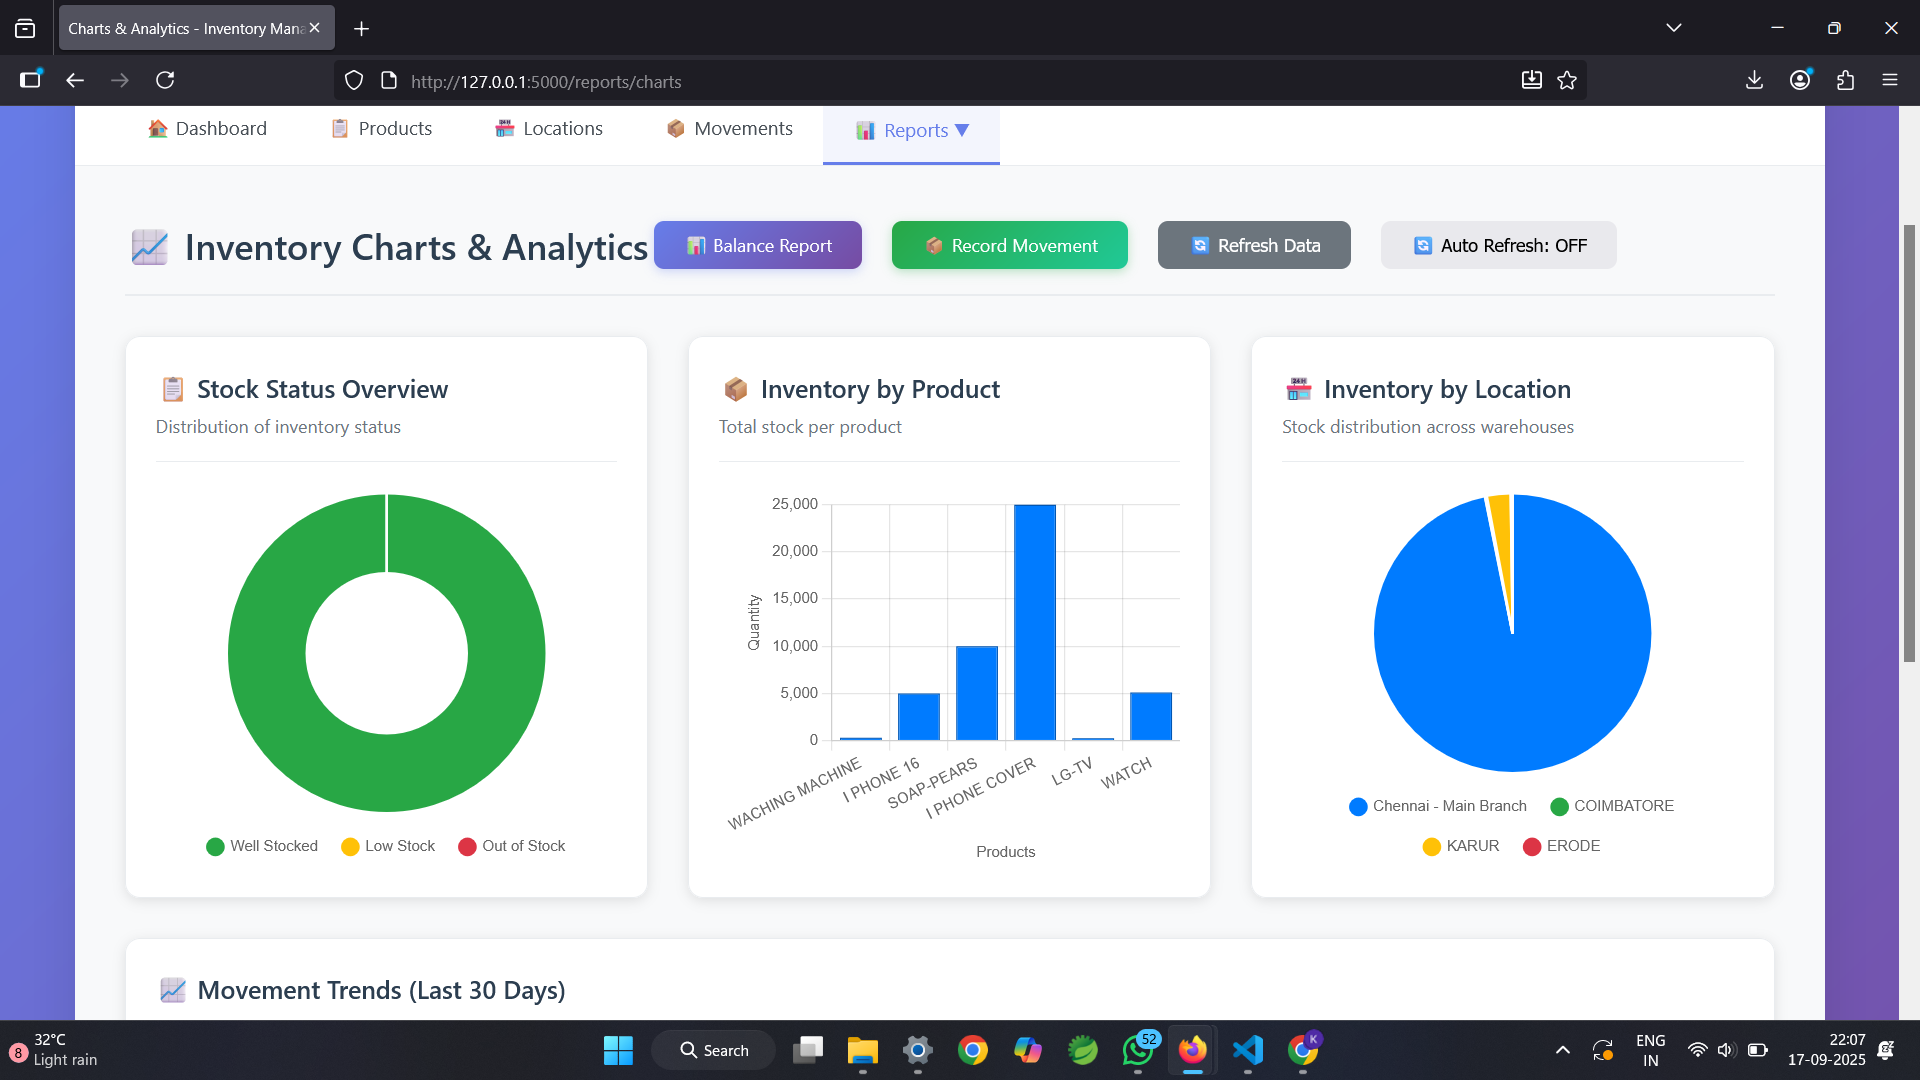 Charts & Analytics - Inventory Mana
http://127.0.0.1:5000/reports/charts
Dashboard
Products
Locations
Movements
Reports ▼
Inventory Charts & Analytics
Balance Report
Record Movement
Refresh Data
Auto Refresh: OFF
Stock Status Overview
Distribution of inventory status
Well Stocked
Low Stock
Out of Stock
Inventory by Product
Total stock per product
25,000
20,000
15,000
10,000
5,000
0
Quantity
WACHING MACHINE
I PHONE 16
SOAP-PEARS
I PHONE COVER
LG-TV
WATCH
Products
Inventory by Location
Stock distribution across warehouses
Chennai - Main Branch
COIMBATORE
KARUR
ERODE
Movement Trends (Last 30 Days)
8
32°C
Light rain
Search
52
K
ENG
IN
22:07
17-09-2025